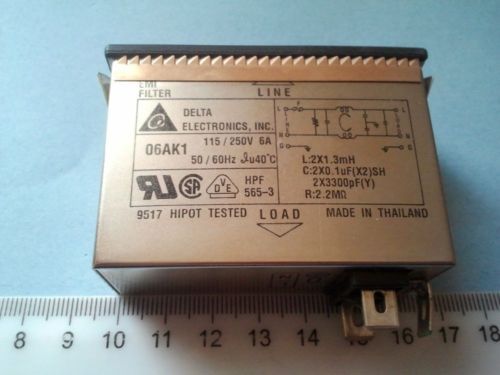 EMI
FILTER
LINE
DELTA
ELECTRONICS, INC.
06AK1
115 / 250V 6A
50 / 60Hz ϑu40°C
L
F
L
N
N
G
G
C
L:2X1.3mH
C:2X0.1uF(X2)SH
2X3300pF(Y)
R:2.2MΩ
HPF
565-3
9517 HIPOT TESTED
LOAD
MADE IN THAILAND
8 9 10 11 12 13 14 15 16 17 18